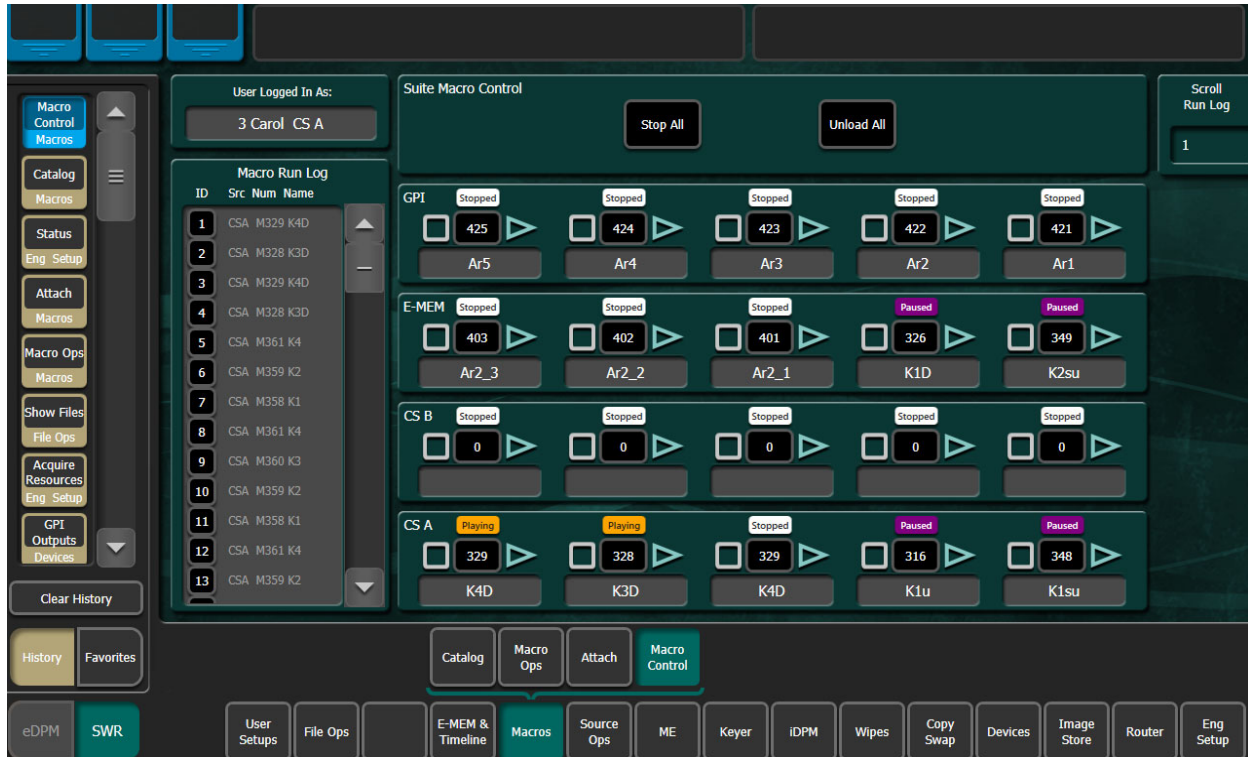 Macro
Control
Macros
Catalog
Macros
Status
Eng Setup
Attach
Macros
Macro Ops
Macros
Show Files
File Ops
Acquire
Resources
Eng Setup
GPI
Outputs
Devices
Clear History
History Favorites
eDPM SWR
User Logged In As:
3 Carol CS A
Macro Run Log
ID Src Num Name
1 CSA M329 K4D
2 CSA M328 K3D
3 CSA M329 K4D
4 CSA M328 K3D
5 CSA M361 K4
6 CSA M359 K2
7 CSA M358 K1
8 CSA M361 K4
9 CSA M360 K3
10 CSA M359 K2
11 CSA M358 K1
12 CSA M361 K4
13 CSA M359 K2
Suite Macro Control
Stop All Unload All
Scroll
Run Log
1
GPI Stopped Stopped Stopped Stopped Stopped
425 424 423 422 421
Ar5 Ar4 Ar3 Ar2 Ar1
E-MEM Stopped Stopped Stopped Paused Paused
403 402 401 326 349
Ar2_3 Ar2_2 Ar2_1 K1D K2su
CS B Stopped Stopped Stopped Stopped Stopped
0 0 0 0 0
CS A Playing Playing Stopped Paused Paused
329 328 329 316 348
K4D K3D K4D K1u K1su
Catalog
Macro
Ops
Attach
Macro
Control
User
Setups
File Ops
E-MEM &
Timeline
Macros
Source
Ops
ME
Keyer
iDPM
Wipes
Copy
Swap
Devices
Image
Store
Router
Eng
Setup